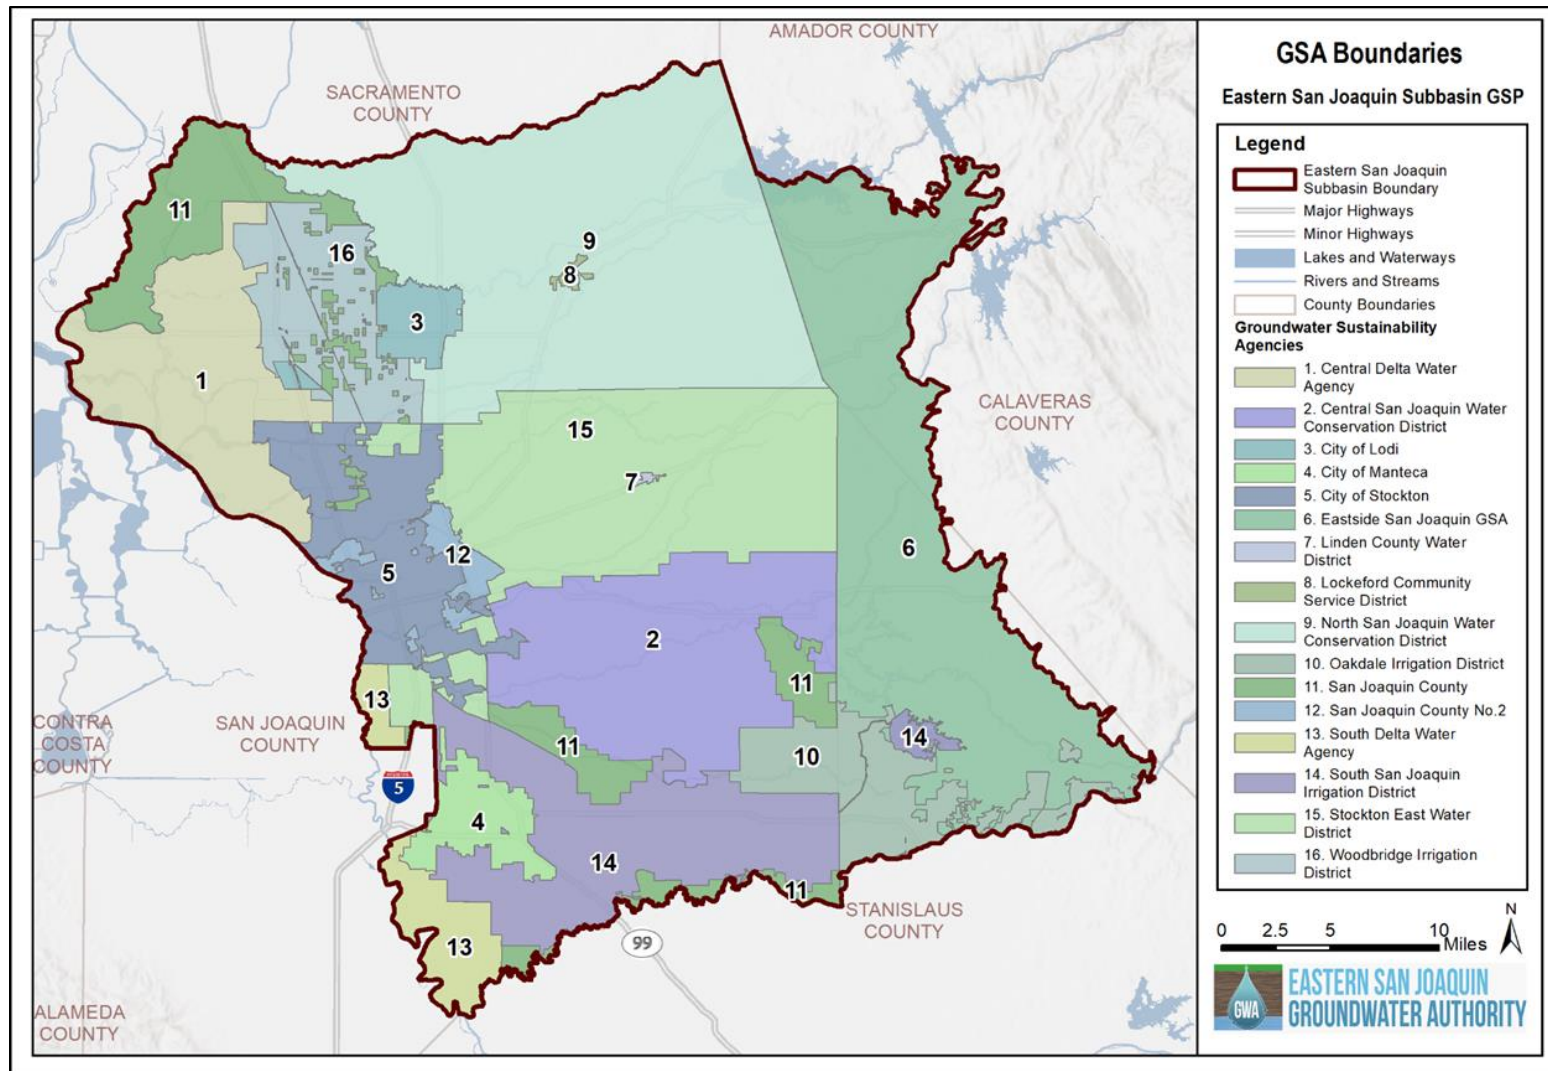 AMADOR COUNTY
SACRAMENTO
COUNTY
11
16
9
8
3
1
15
CALAVERAS
COUNTY
7
6
12
5
2
11
13
CONTRA
COSTA
COUNTY
SAN JOAQUIN
COUNTY
11
14
10
5
4
14
11
STANISLAUS
COUNTY
99
13
ALAMEDA
COUNTY
GSA Boundaries
Eastern San Joaquin Subbasin GSP
Legend
Eastern San Joaquin
Subbasin Boundary
Major Highways
Minor Highways
Lakes and Waterways
Rivers and Streams
County Boundaries
Groundwater Sustainability
Agencies
1. Central Delta Water
Agency
2. Central San Joaquin Water
Conservation District
3. City of Lodi
4. City of Manteca
5. City of Stockton
6. Eastside San Joaquin GSA
7. Linden County Water
District
8. Lockeford Community
Service District
9. North San Joaquin Water
Conservation District
10. Oakdale Irrigation District
11. San Joaquin County
12. San Joaquin County No.2
13. South Delta Water
Agency
14. South San Joaquin
Irrigation District
15. Stockton East Water
District
16. Woodbridge Irrigation
District
N
0 2.5 5 10
Miles
GWA
EASTERN SAN JOAQUIN
GROUNDWATER AUTHORITY